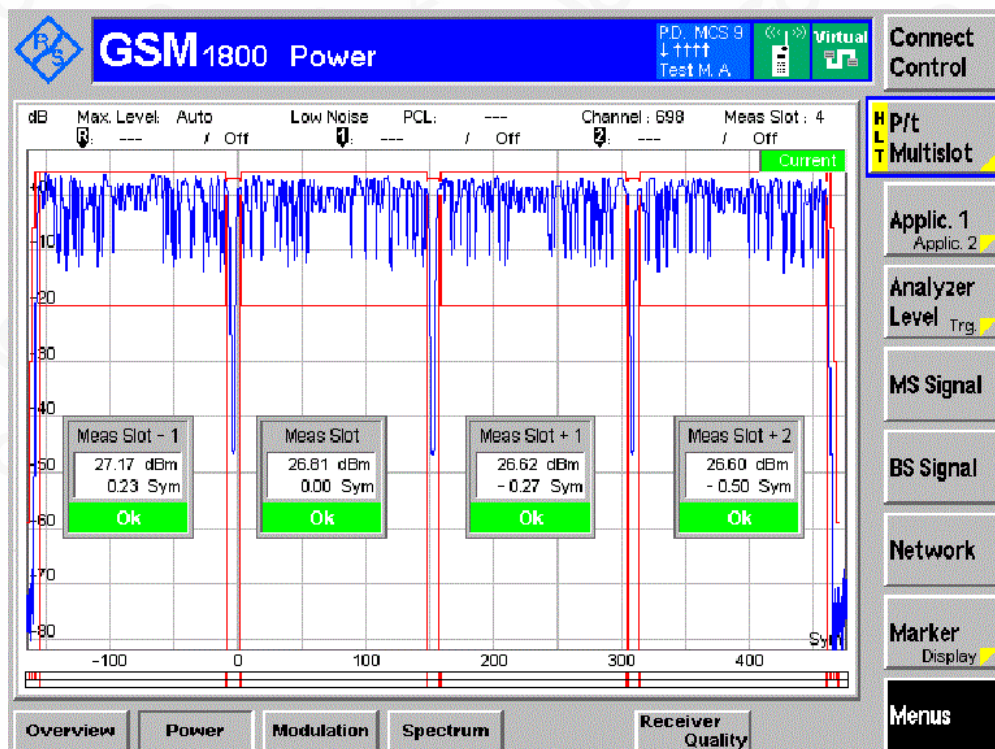 R&S
GSM 1800 Power
P.D. MCS 9
↓ ↑↑↑↑
Test M. A
Virtual
Connect Control
dB Max. Level: Auto Low Noise PCL: --- Channel : 698 Meas Slot : 4
R: --- / Off 1: --- / Off 2: --- / Off
Current
+0
-10
-20
-30
-40
-50
-60
-70
-80
Meas Slot - 1
27.17 dBm
0.23 Sym
Ok
Meas Slot
26.81 dBm
0.00 Sym
Ok
Meas Slot + 1
26.62 dBm
- 0.27 Sym
Ok
Meas Slot + 2
26.60 dBm
- 0.50 Sym
Ok
Sym
-100 0 100 200 300 400
HLT
P/t
Multislot
Applic. 1
Applic. 2
Analyzer
Level Trg.
MS Signal
BS Signal
Network
Marker
Display
Menus
Overview Power Modulation Spectrum Receiver Quality